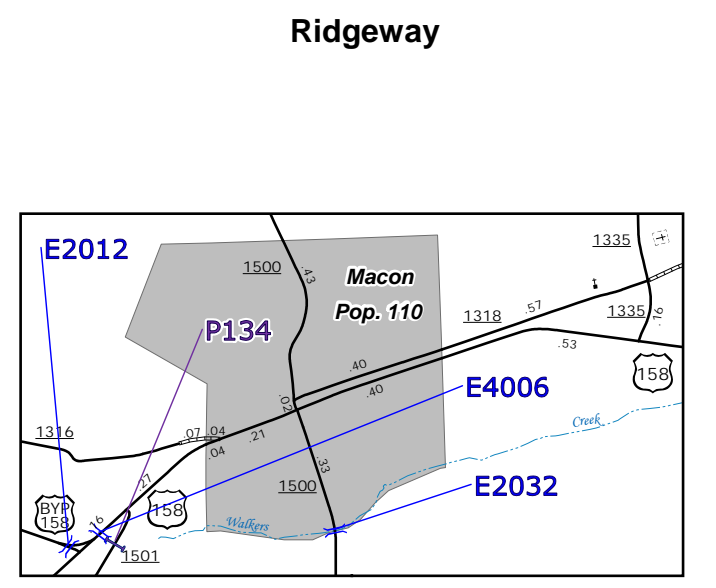 Ridgeway
E2012
1500
.43
Macon
Pop. 110
1335
1335
.16
1318
.57
P134
.53
158
.40
.40
E4006
.02
1316
.07
.04
.21
.04
Creek
.27
.33
1500
E2032
BYP
158
.16
158
Walkers
1501